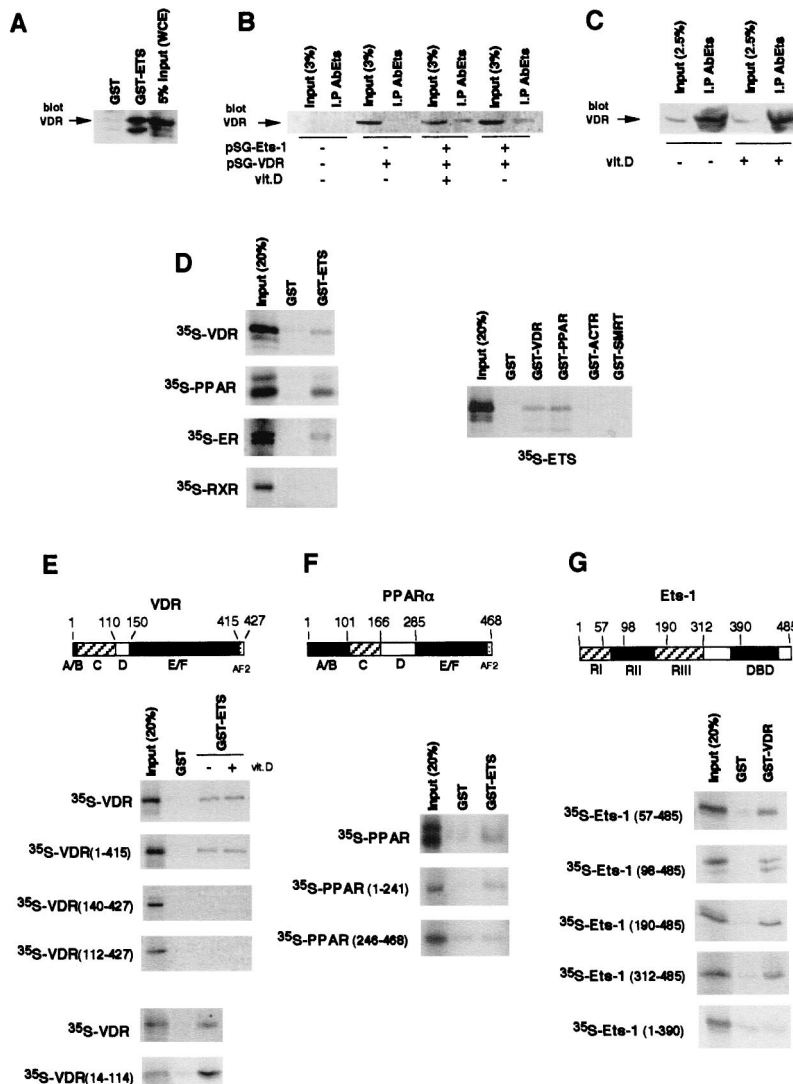 A
GST
GST-ETS
5% Input (WCE)
blot
VDR
B
Input (3%)
I.P AbEts
Input (3%)
I.P AbEts
Input (3%)
I.P AbEts
Input (3%)
I.P AbEts
blot
VDR
pSG-Ets-1 - - + +
pSG-VDR - + + +
vit.D - - + -
C
Input (2.5%)
I.P AbEts
Input (2.5%)
I.P AbEts
blot
VDR
vit.D - - + +
D
Input (20%)
GST
GST-ETS
35S-VDR
35S-PPAR
35S-ER
35S-RXR
Input (20%)
GST
GST-VDR
GST-PPAR
GST-ACTR
GST-SMRT
35S-ETS
E
VDR
1 110 150 415 427
A/B C D E/F AF2
Input (20%)
GST
GST-ETS
- + vit.D
35S-VDR
35S-VDR(1-415)
35S-VDR(140-427)
35S-VDR(112-427)
35S-VDR
35S-VDR(14-114)
F
PPARα
1 101 166 265 468
A/B C D E/F AF2
Input (20%)
GST
GST-ETS
35S-PPAR
35S-PPAR (1-241)
35S-PPAR (246-468)
G
Ets-1
1 57 98 190 312 390 485
RI RII RIII DBD
Input (20%)
GST
GST-VDR
35S-Ets-1 (57-485)
35S-Ets-1 (98-485)
35S-Ets-1 (190-485)
35S-Ets-1 (312-485)
35S-Ets-1 (1-390)